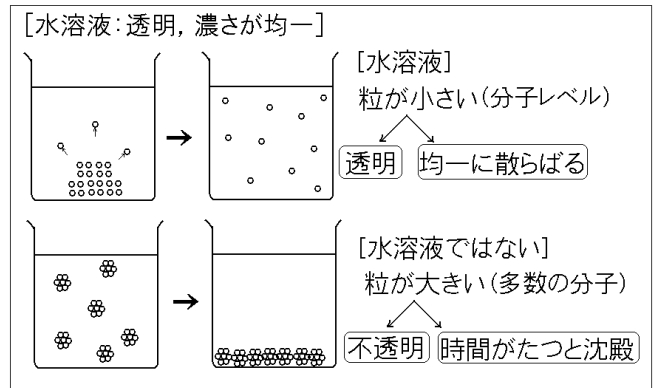 [水溶液：透明，濃さが均一]
[水溶液]
粒が小さい(分子レベル)
透明 均一に散らばる
[水溶液ではない]
粒が大きい(多数の分子)
不透明 時間がたつと沈殿